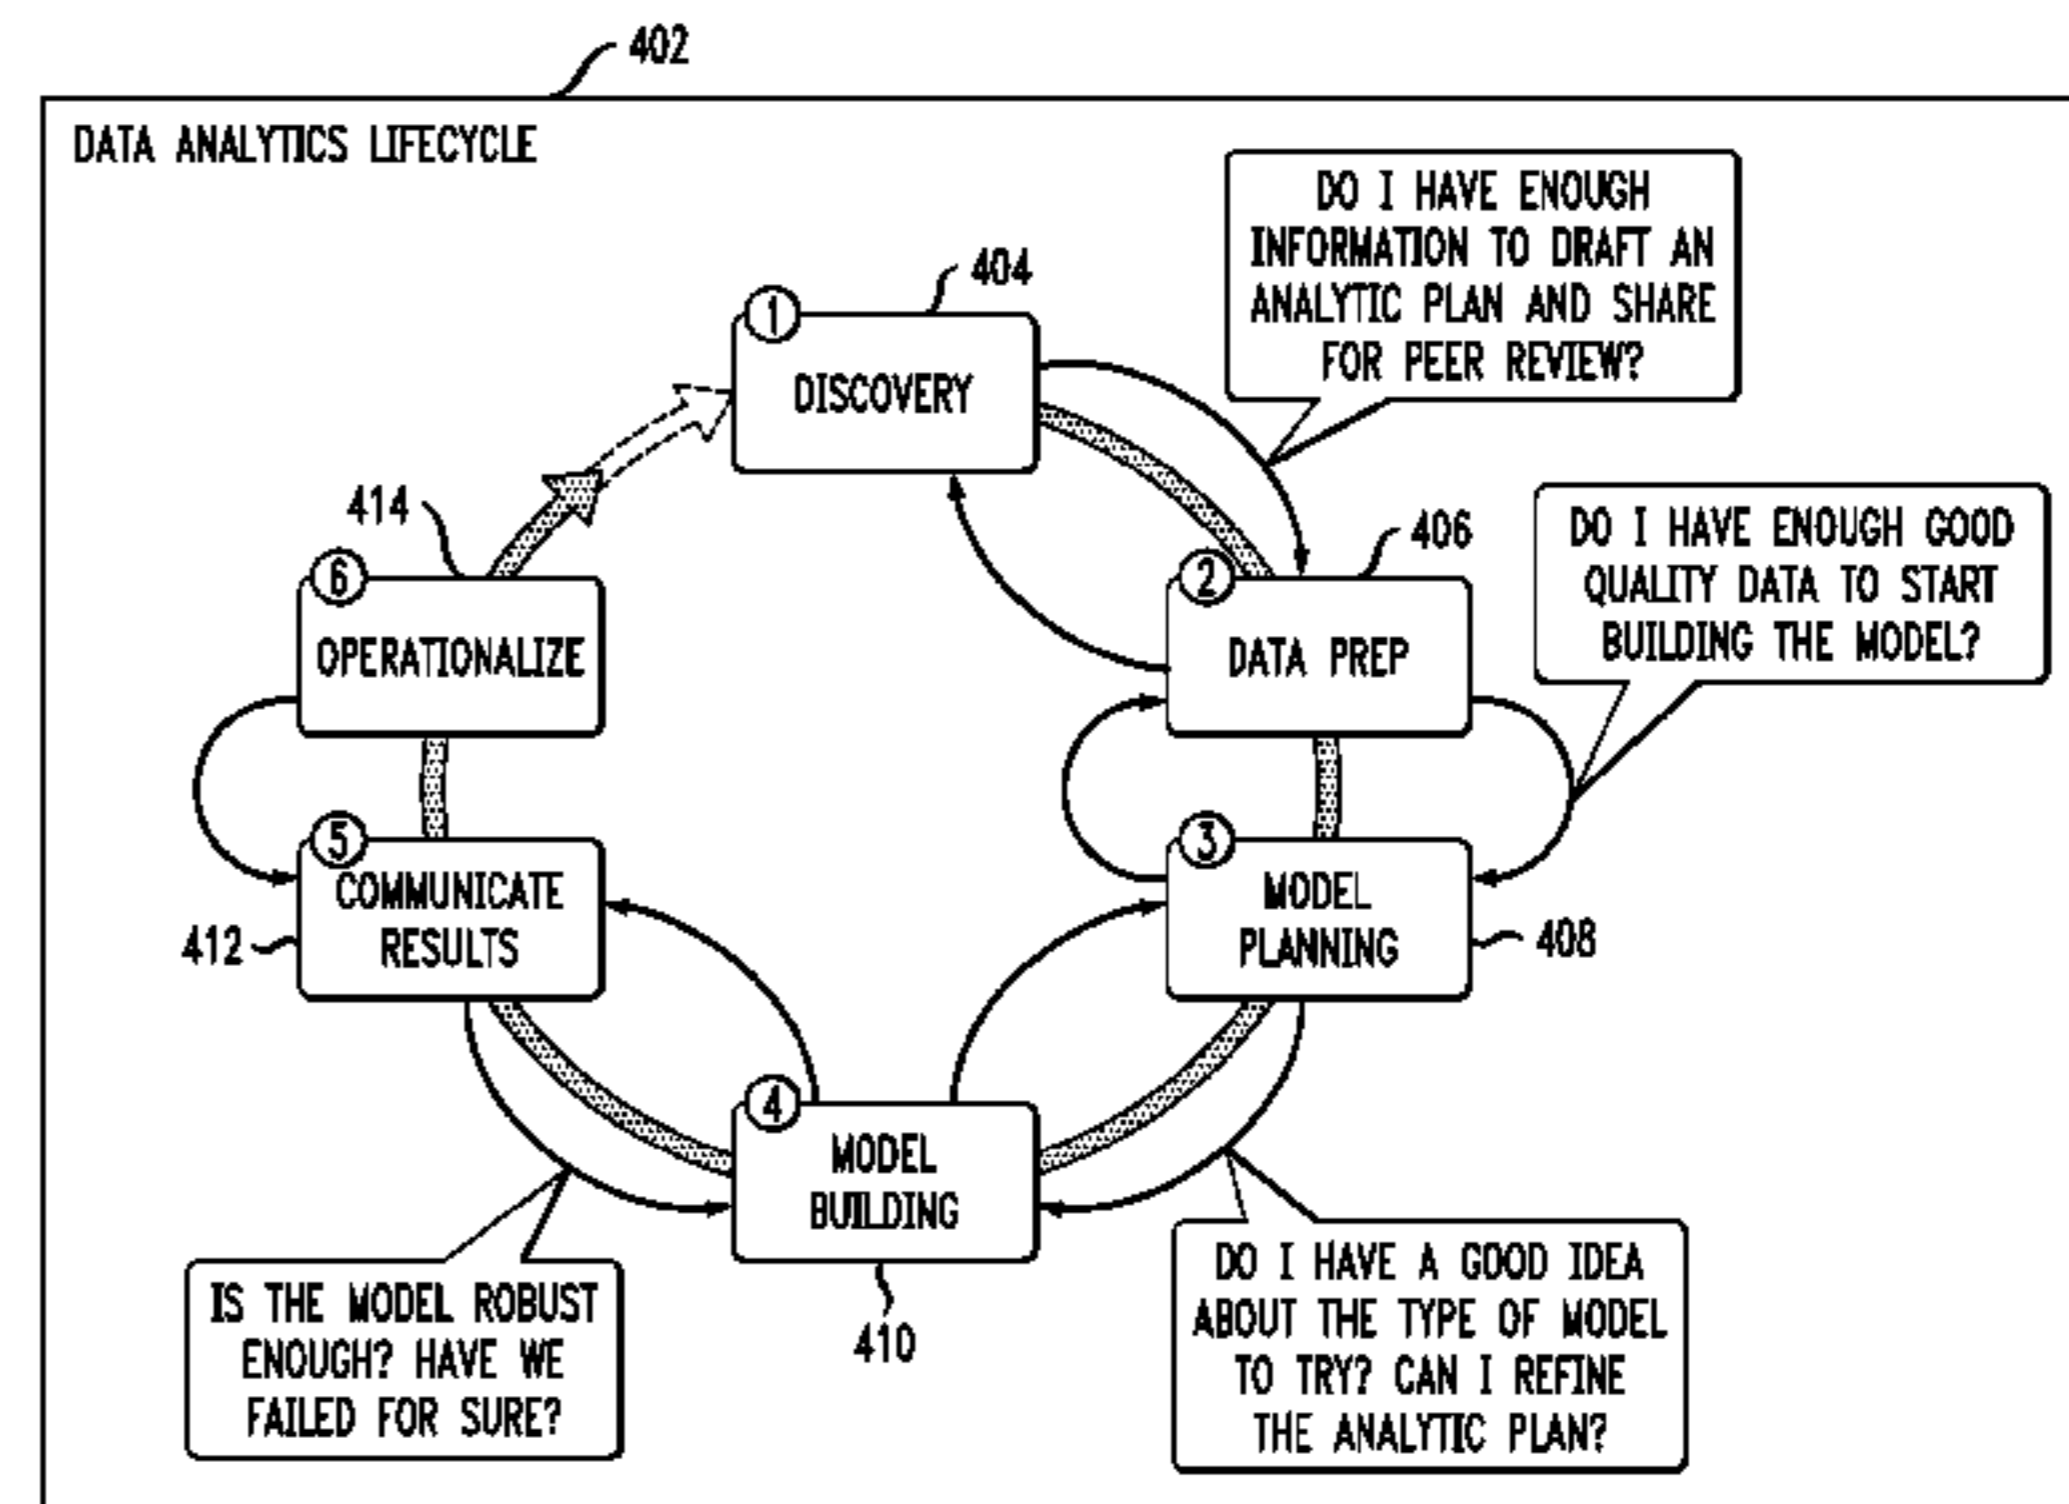 402
DATA ANALYTICS LIFECYCLE
DO I HAVE ENOUGH
INFORMATION TO DRAFT AN
ANALYTIC PLAN AND SHARE
FOR PEER REVIEW?
404
1
DISCOVERY
414
406
DO I HAVE ENOUGH GOOD
QUALITY DATA TO START
BUILDING THE MODEL?
6
OPERATIONALIZE
2
DATA PREP
5
COMMUNICATE
RESULTS
412
3
MODEL
PLANNING
408
4
MODEL
BUILDING
410
IS THE MODEL ROBUST
ENOUGH? HAVE WE
FAILED FOR SURE?
DO I HAVE A GOOD IDEA
ABOUT THE TYPE OF MODEL
TO TRY? CAN I REFINE
THE ANALYTIC PLAN?